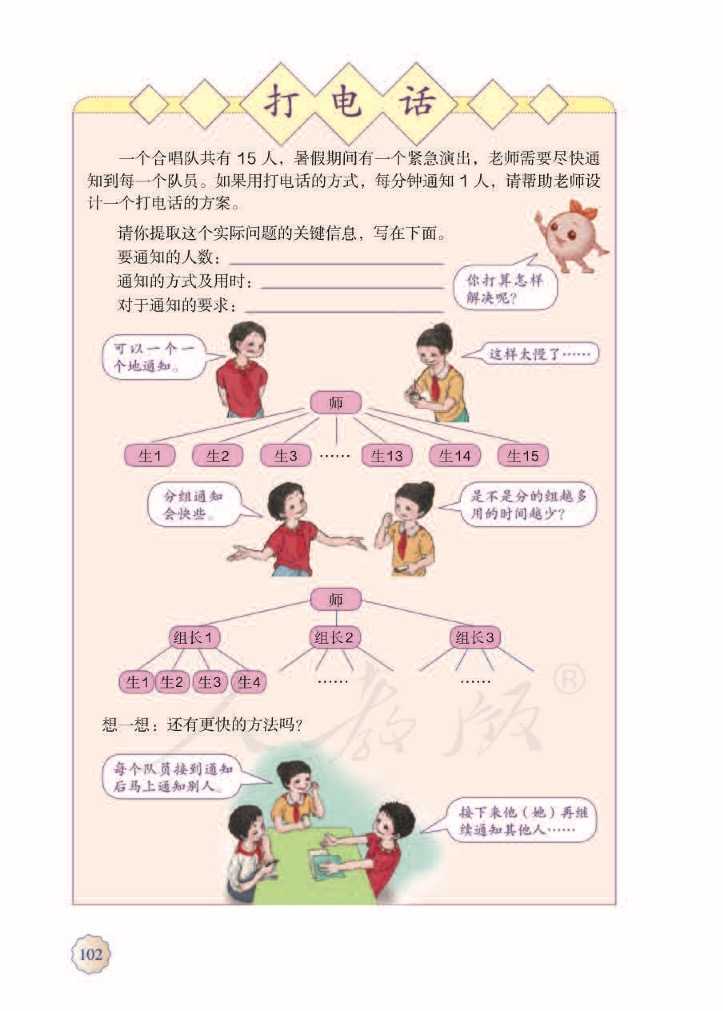 打电话
一个合唱队共有 15 人，暑假期间有一个紧急演出，老师需要尽快通
知到每一个队员。如果用打电话的方式，每分钟通知 1 人，请帮助老师设
计一个打电话的方案。
请你提取这个实际问题的关键信息，写在下面。
要通知的人数：
通知的方式及用时：
对于通知的要求：
你打算怎样
解决呢？
可以一个一
个地通知。
这样太慢了……
师
生1 生2 生3 …… 生13 生14 生15
分组通知
会快些。
是不是分的组越多
用的时间越少？
师
组长1 组长2 组长3
生1 生2 生3 生4 …… ……
人教版®
想一想：还有更快的方法吗？
每个队员接到通知
后马上通知别人。
接下来他（她）再继
续通知其他人……
102